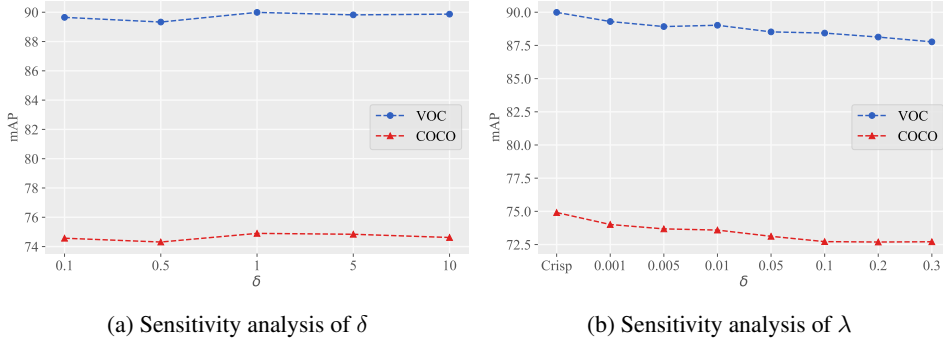 90
88
86
84
82
80
78
76
74
mAP
VOC
COCO
0.1 0.5 1 5 10
δ
(a) Sensitivity analysis of δ
90.0
87.5
85.0
82.5
80.0
77.5
75.0
72.5
mAP
VOC
COCO
Crisp 0.001 0.005 0.01 0.05 0.1 0.2 0.3
δ
(b) Sensitivity analysis of λ